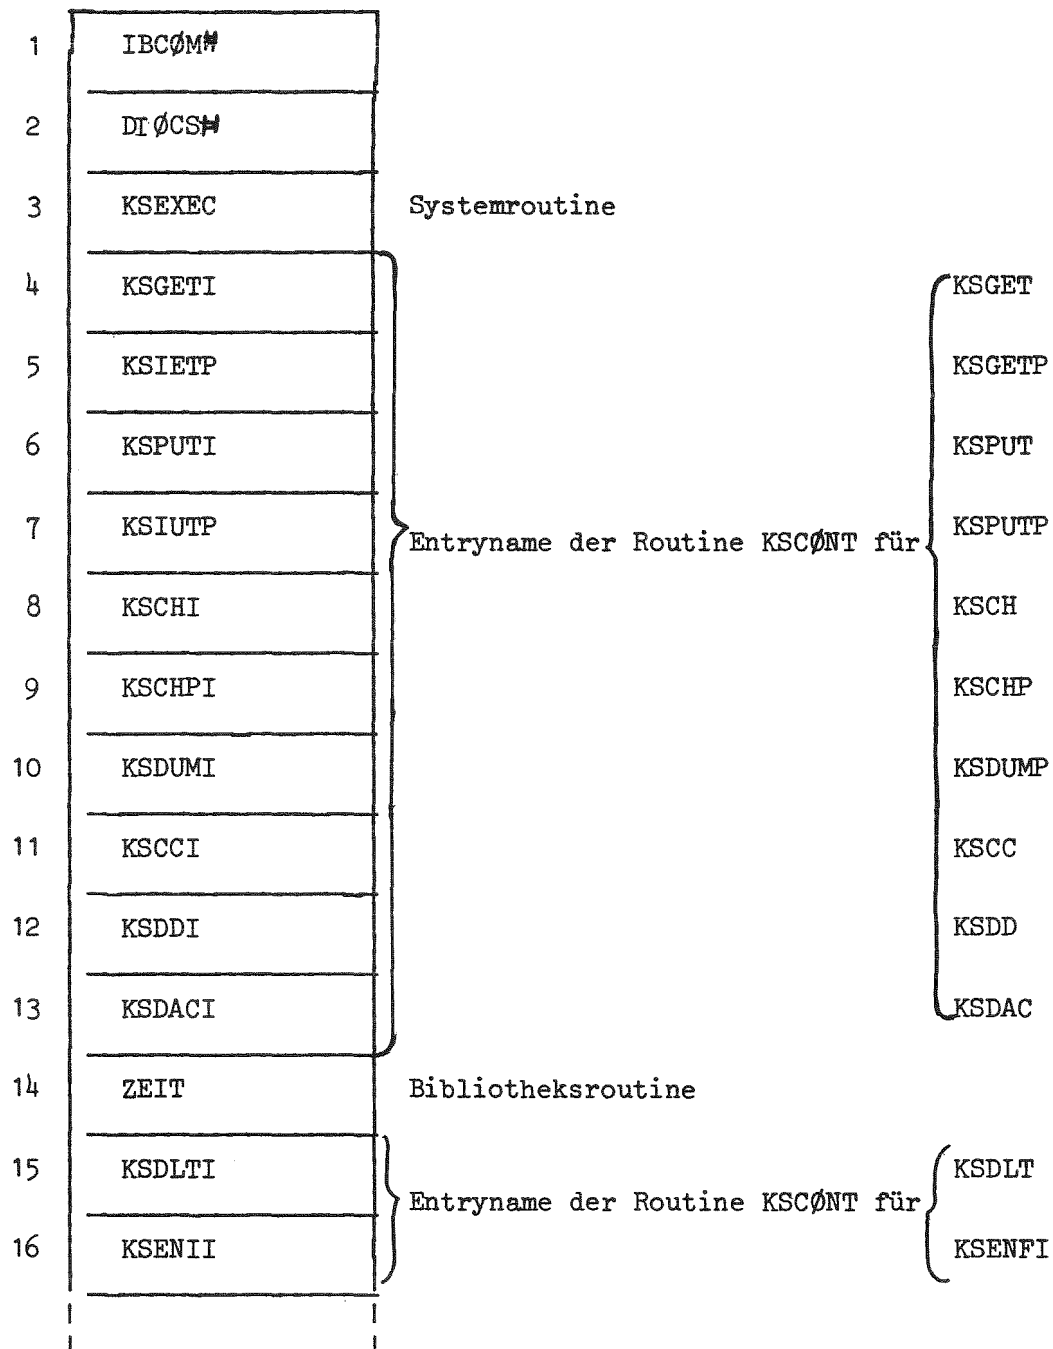 1 IBCØM#
2 DIØCS#
3 KSEXEC Systemroutine
4 KSGETI KSGET
5 KSIETP KSGETP
6 KSPUTI KSPUT
7 KSIUTP KSPUTP
Entryname der Routine KSCØNT für
8 KSCHI KSCH
9 KSCHPI KSCHP
10 KSDUMI KSDUMP
11 KSCCI KSCC
12 KSDDI KSDD
13 KSDACI KSDAC
14 ZEIT Bibliotheksroutine
15 KSDLTI KSDLT
Entryname der Routine KSCØNT für
16 KSENII KSENFI